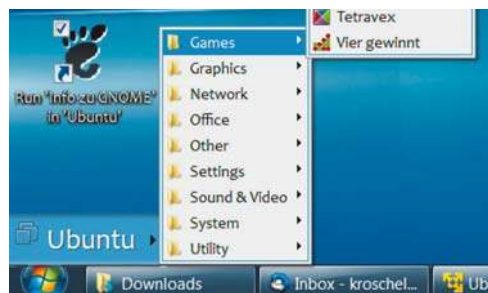 Tetravex
Vier gewinnt
Run "Info zu GNOME"
in 'Ubuntu'
Games
Graphics
Network
Office
Other
Settings
Sound & Video
System
Utility
Ubuntu
Downloads
Inbox - kroschel...
Ub